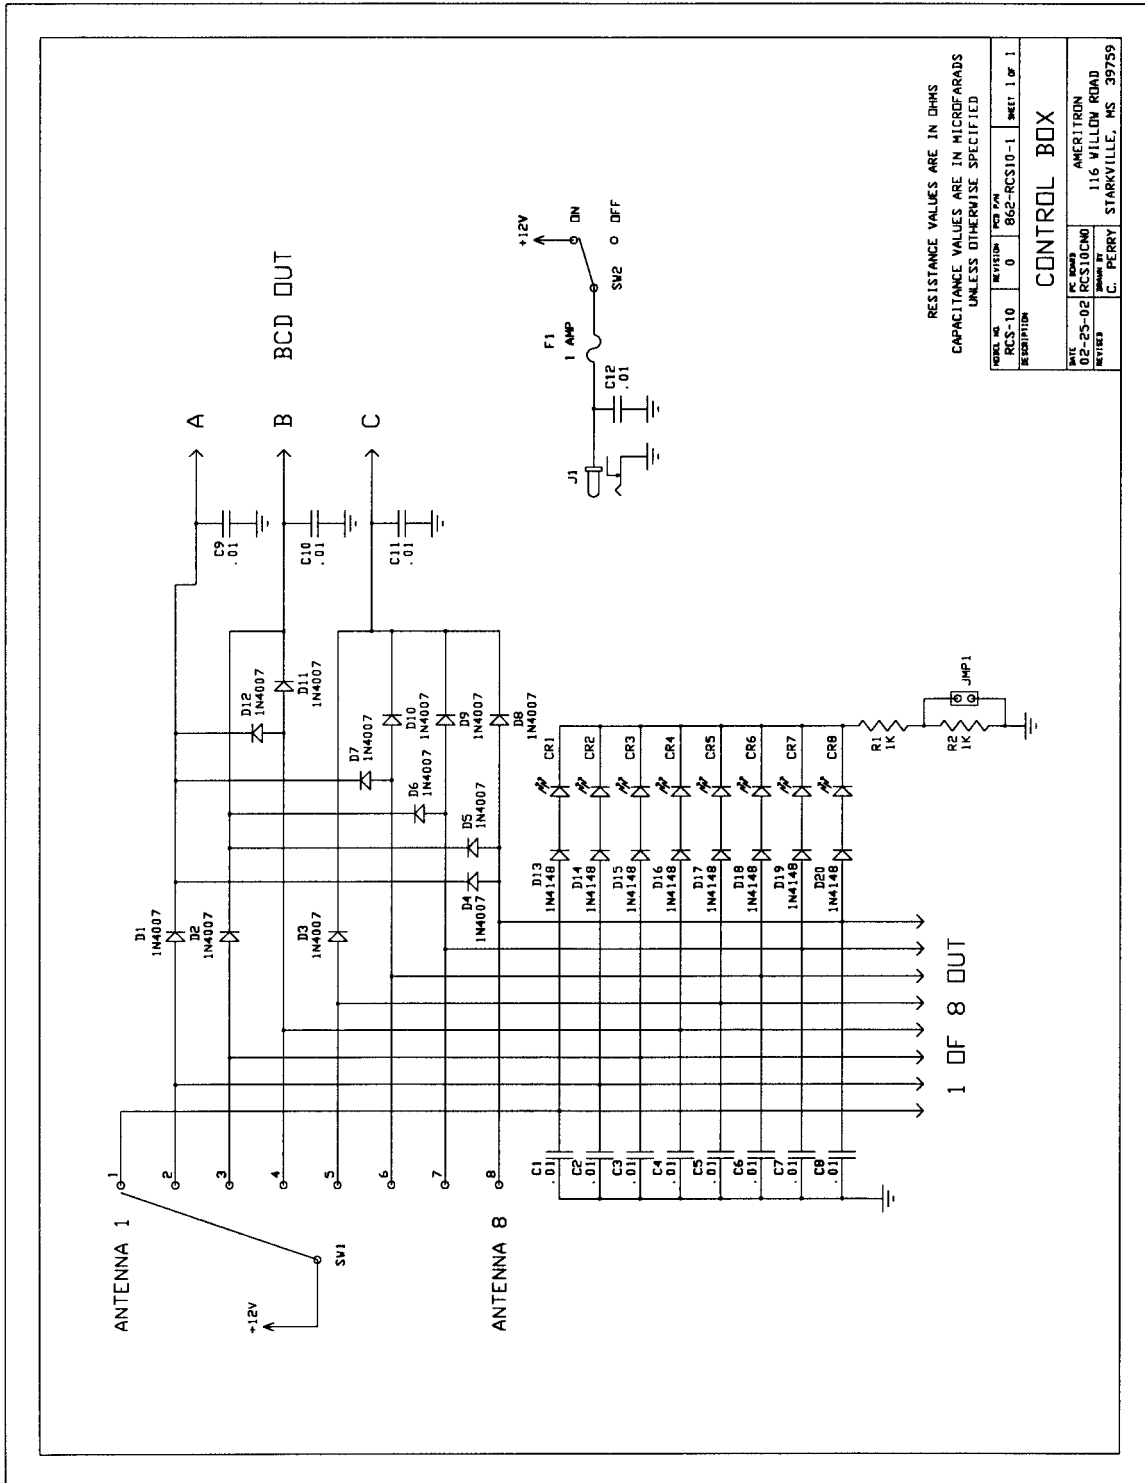 ANTENNA 1
+12V
SW1
ANTENNA 8
1
2
3
4
5
6
7
8
D1
1N4007
D2
1N4007
D3
1N4007
D4
1N4007
D5
1N4007
D6
1N4007
D7
1N4007
D12
1N4007
D11
1N4007
D10
1N4007
D9
1N4007
D8
1N4007
C9
.01
C10
.01
C11
.01
A
B
C
BCD OUT
C1
.01
C2
.01
C3
.01
C4
.01
C5
.01
C6
.01
C7
.01
C8
.01
1 OF 8 OUT
D13
1N4148
D14
1N4148
D15
1N4148
D16
1N4148
D17
1N4148
D18
1N4148
D19
1N4148
D20
1N4148
CR1
CR2
CR3
CR4
CR5
CR6
CR7
CR8
R1
1K
R2
1K
JMP1
J1
C12
.01
F1
1 AMP
SW2
+12V
ON
OFF
RESISTANCE VALUES ARE IN OHMS
CAPACITANCE VALUES ARE IN MICROFARADS
UNLESS OTHERWISE SPECIFIED
MODEL NO.
RCS-10
REVISION
0
PCB P/N
862-RCS10-1
SHEET 1 OF 1
DESCRIPTION
CONTROL BOX
DATE
02-25-02
PC BOARD
RCS10CND
REVISED
DRAWN BY
C. PERRY
AMERITRON
116 WILLOW ROAD
STARKVILLE, MS 39759